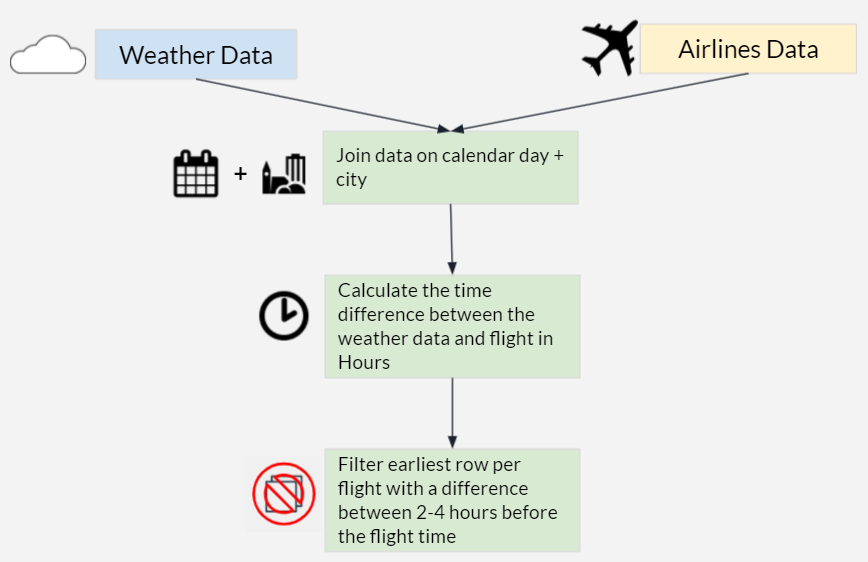 Weather Data
Airlines Data
+
Join data on calendar day +
city
Calculate the time
difference between the
weather data and flight in
Hours
Filter earliest row per
flight with a difference
between 2-4 hours before
the flight time